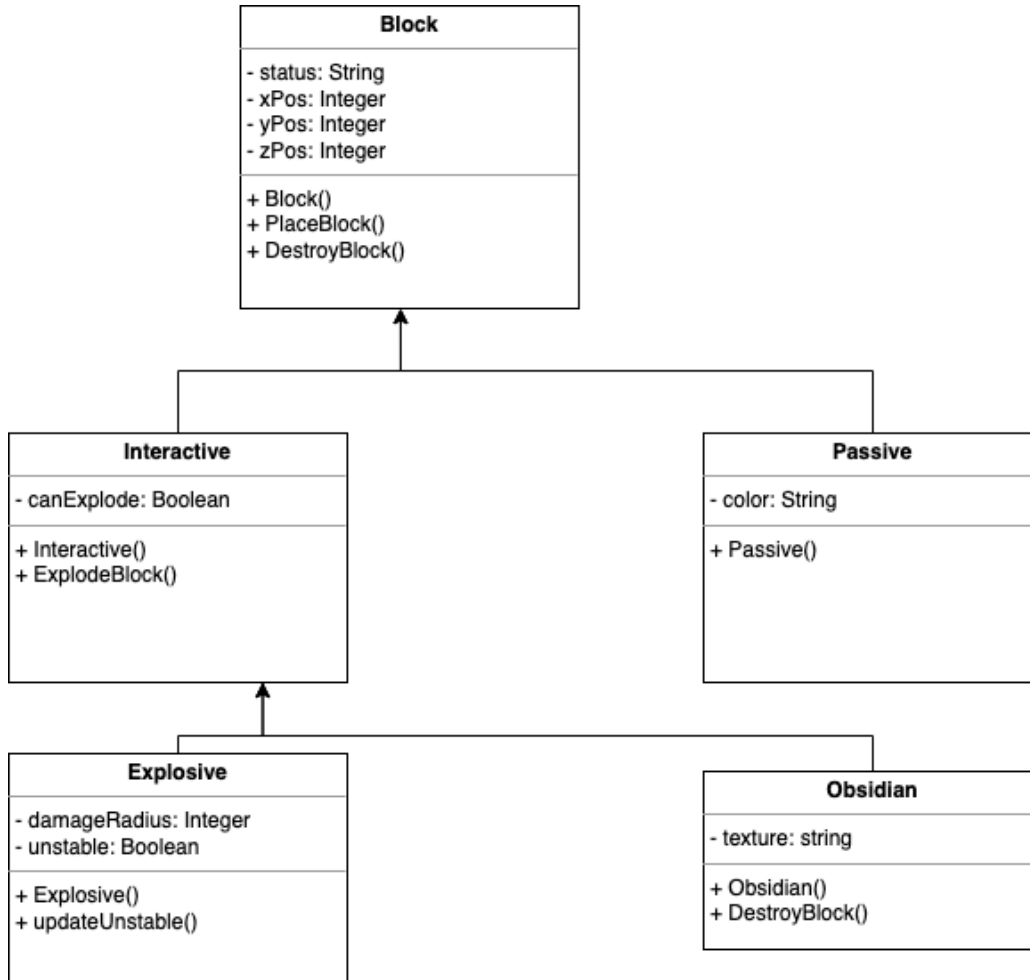 Block
- status: String
- xPos: Integer
- yPos: Integer
- zPos: Integer
+ Block()
+ PlaceBlock()
+ DestroyBlock()
Interactive
- canExplode: Boolean
+ Interactive()
+ ExplodeBlock()
Passive
- color: String
+ Passive()
Explosive
- damageRadius: Integer
- unstable: Boolean
+ Explosive()
+ updateUnstable()
Obsidian
- texture: string
+ Obsidian()
+ DestroyBlock()